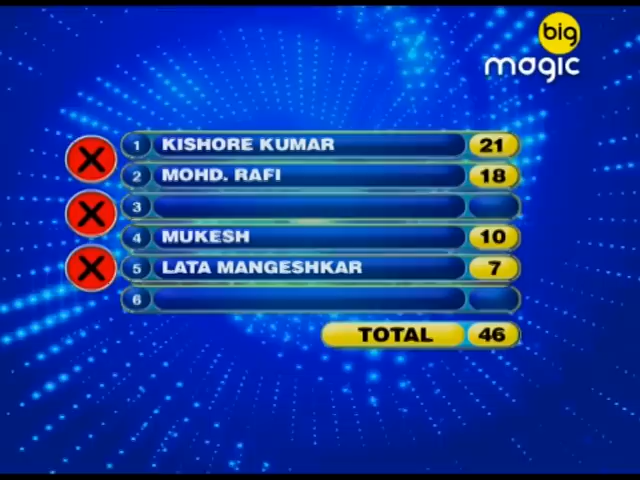 big
magic
1 KISHORE KUMAR 21
2 MOHD. RAFI 18
3
4 MUKESH 10
5 LATA MANGESHKAR 7
6
TOTAL 46